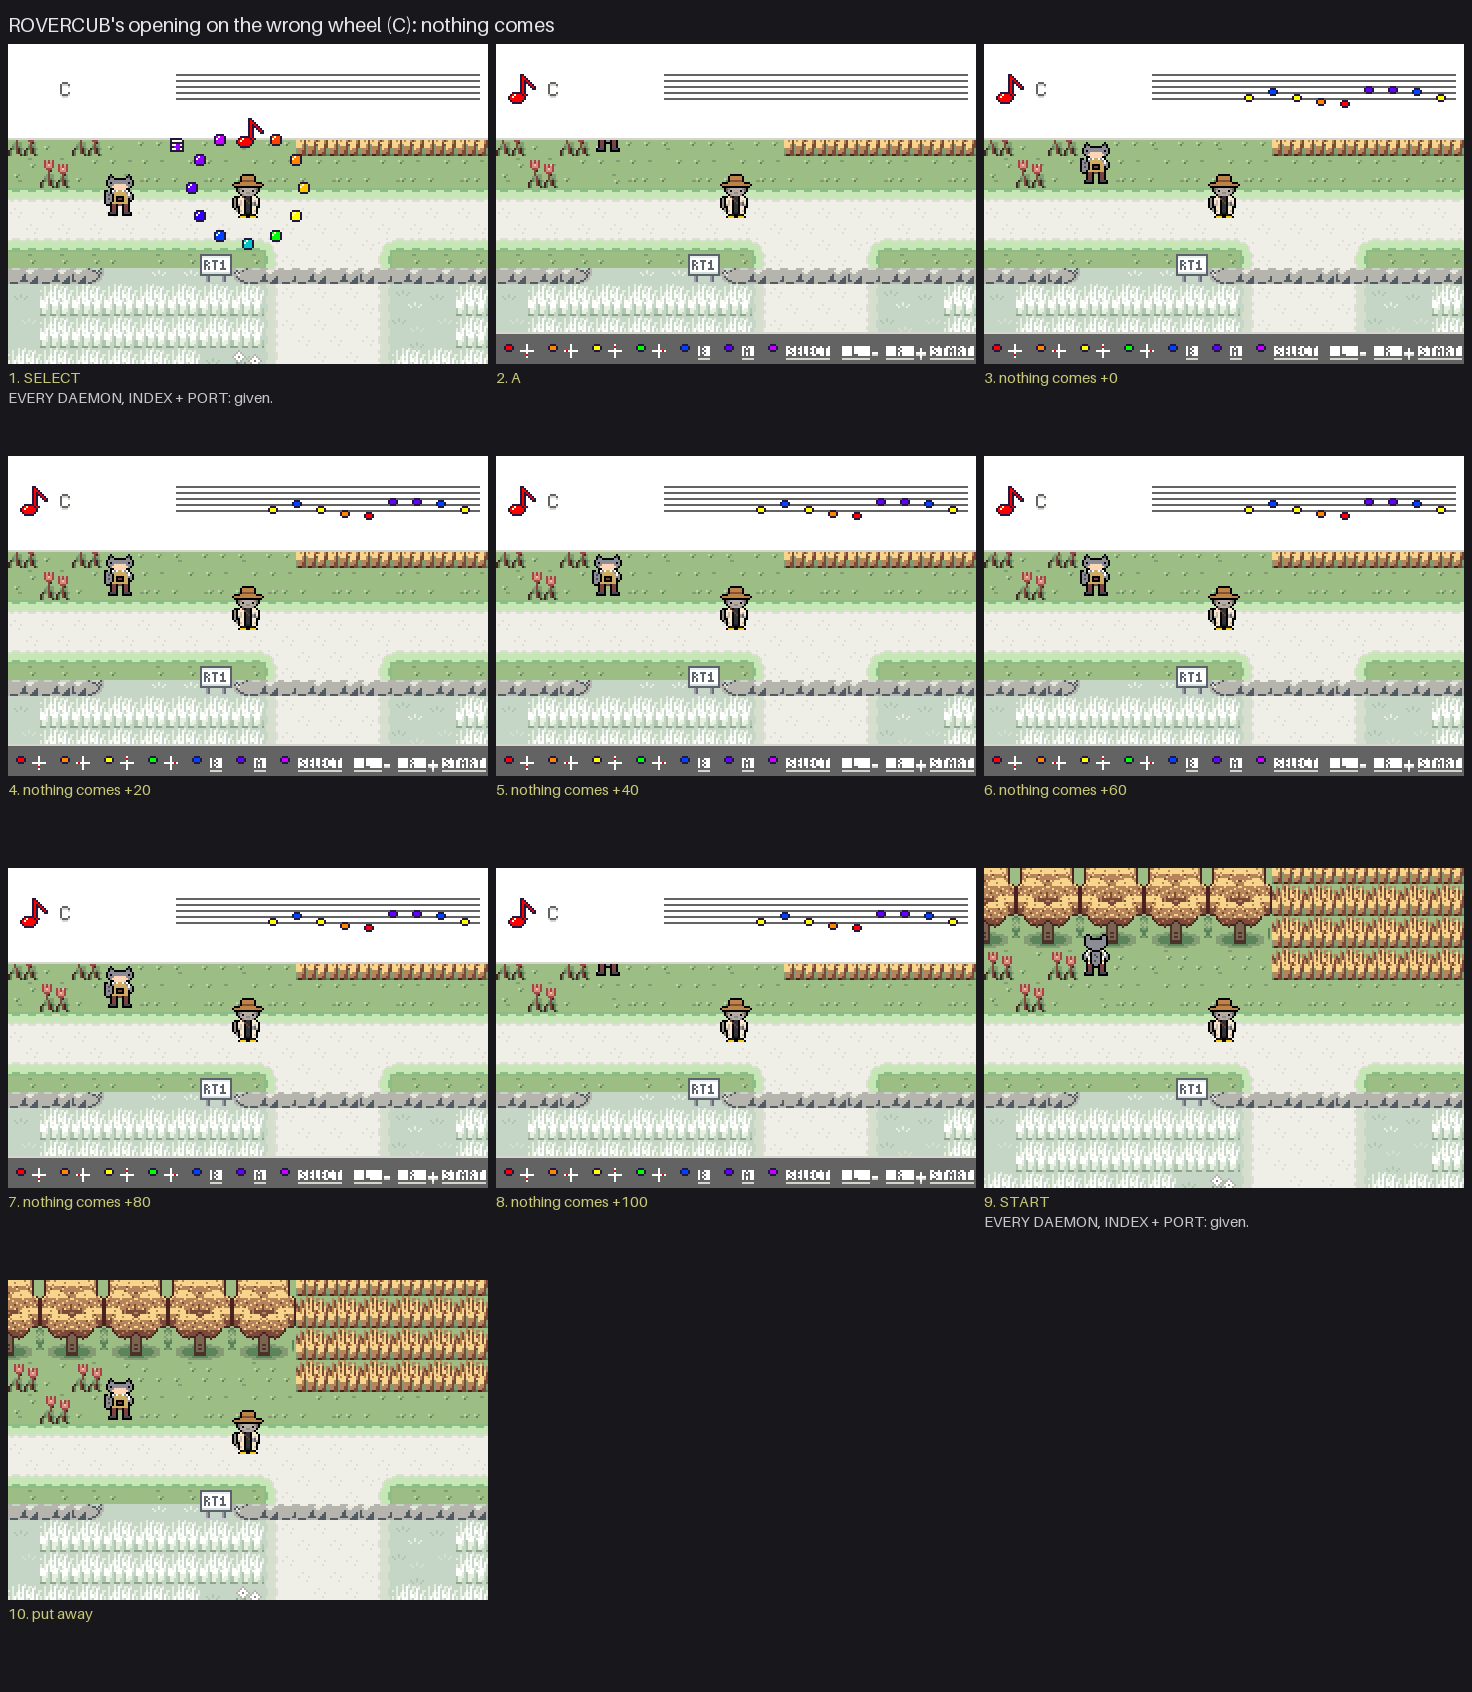 ROVERCUB's opening on the wrong wheel (C): nothing comes
C
RT1
1. SELECT
EVERY DAEMON, INDEX + PORT: given.
C
RT1
B A SELECT L - R + START
2. A
C
RT1
B A SELECT L - R + START
3. nothing comes +0
C
RT1
B A SELECT L - R + START
4. nothing comes +20
C
RT1
B A SELECT L - R + START
5. nothing comes +40
C
RT1
B A SELECT L - R + START
6. nothing comes +60
C
RT1
B A SELECT L - R + START
7. nothing comes +80
C
RT1
B A SELECT L - R + START
8. nothing comes +100
RT1
9. START
EVERY DAEMON, INDEX + PORT: given.
RT1
10. put away